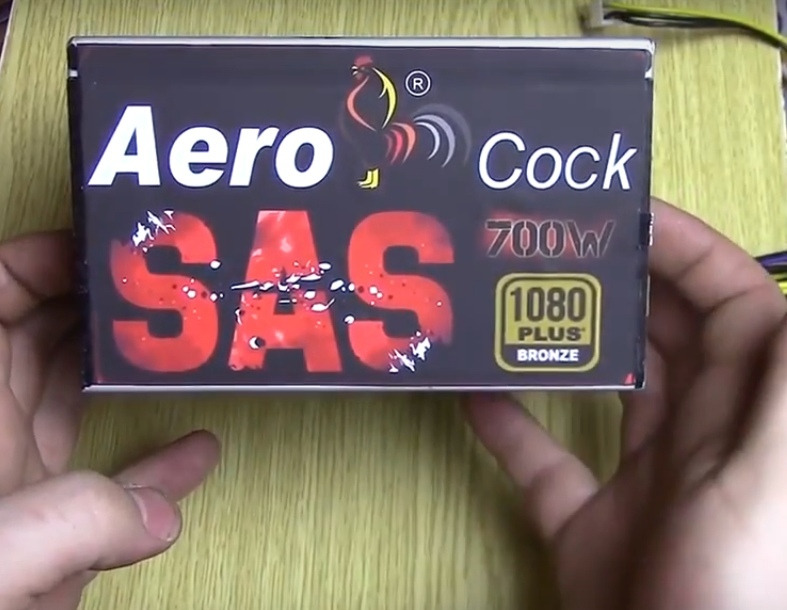 Aero ® Cock
SAS
700W
1080
PLUS
BRONZE